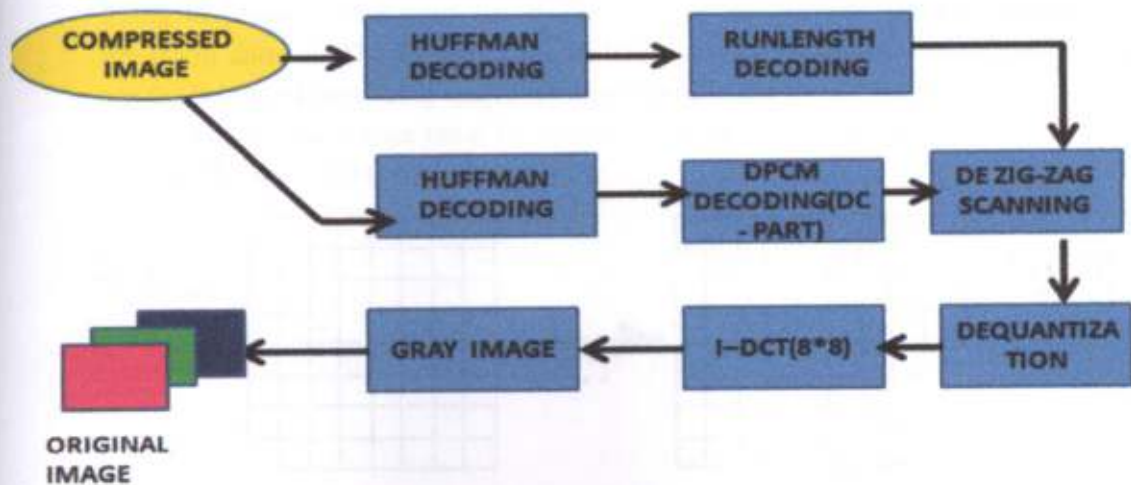 COMPRESSED
IMAGE
HUFFMAN
DECODING
RUNLENGTH
DECODING
HUFFMAN
DECODING
DPCM
DECODING(DC
- PART)
DE ZIG-ZAG
SCANNING
DEQUANTIZA
TION
I–DCT(8*8)
GRAY IMAGE
ORIGINAL
IMAGE